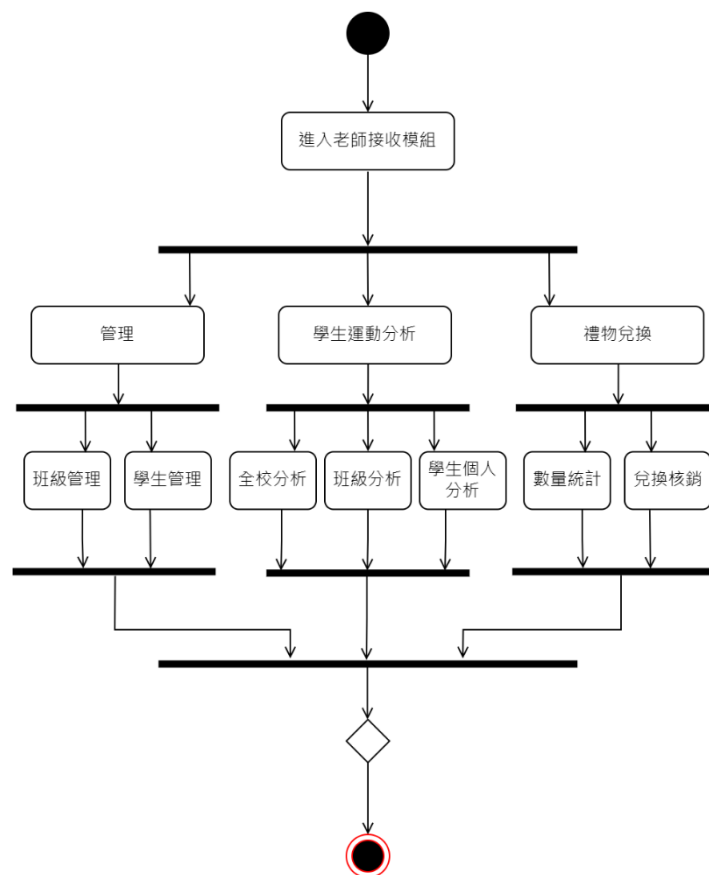 進入老師接收模組
管理
學生運動分析
禮物兌換
班級管理
學生管理
全校分析
班級分析
學生個人
分析
數量統計
兌換核銷